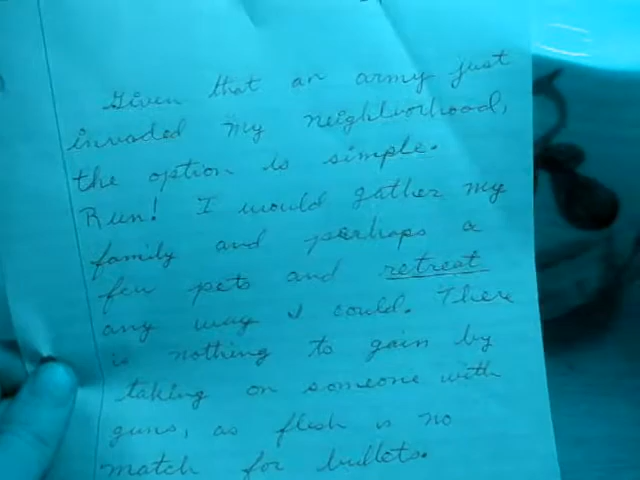 Given that an army just
invaded my neighborhood,
the option is simple.
Run! I would gather my
family and perhaps a
few pets and retreat
any way I could. There
is nothing to gain by
taking on someone with
guns, as flesh is no
match for bullets.